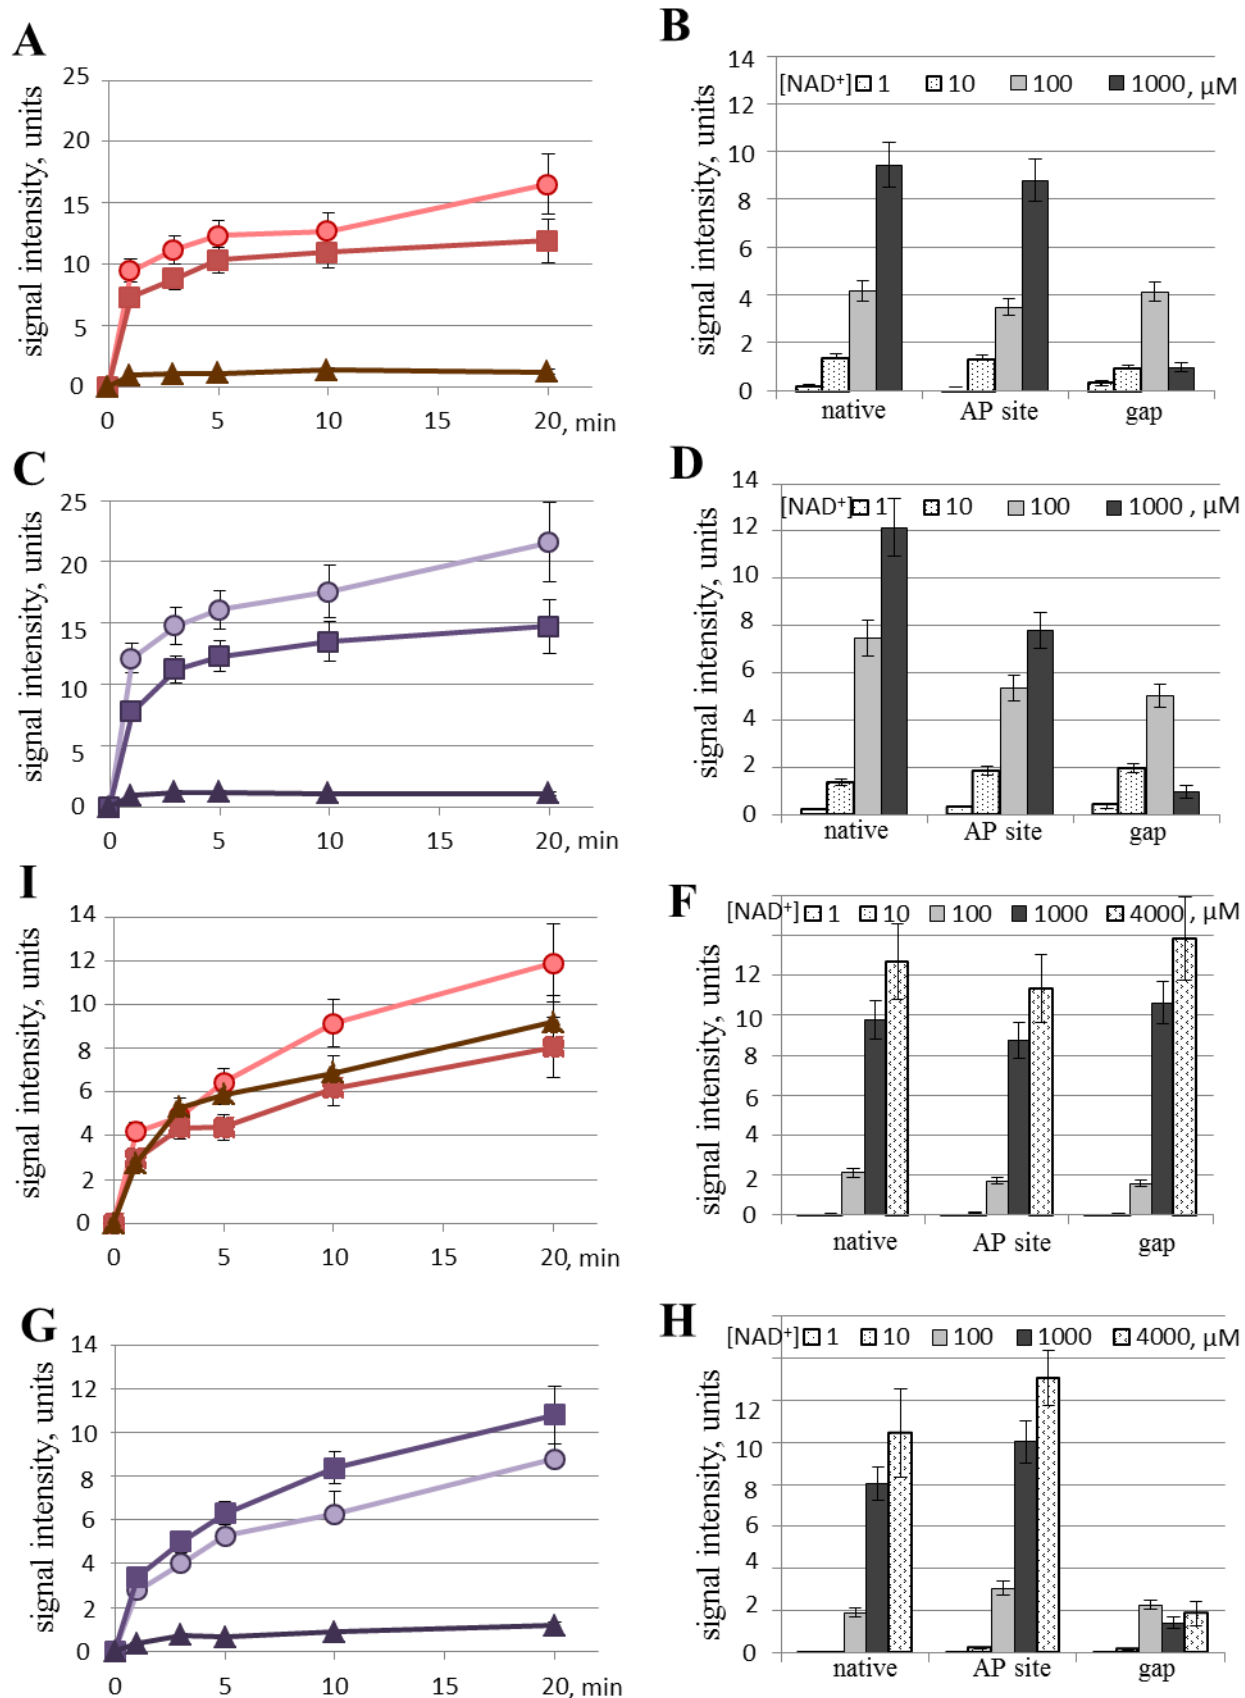 A
signal intensity, units
25
20
15
10
5
0
0 5 10 15 20, min
B
signal intensity, units
[NAD+] 1 10 100 1000, µM
14
12
10
8
6
4
2
0
native AP site gap
C
signal intensity, units
25
20
15
10
5
0
0 5 10 15 20, min
D
signal intensity, units
[NAD+] 1 10 100 1000, µM
14
12
10
8
6
4
2
0
native AP site gap
I
signal intensity, units
14
12
10
8
6
4
2
0
0 5 10 15 20, min
F
signal intensity, units
[NAD+] 1 10 100 1000 4000, µM
12
10
8
6
4
2
0
native AP site gap
G
signal intensity, units
14
12
10
8
6
4
2
0
0 5 10 15 20, min
H
signal intensity, units
[NAD+] 1 10 100 1000 4000, µM
12
10
8
6
4
2
0
native AP site gap